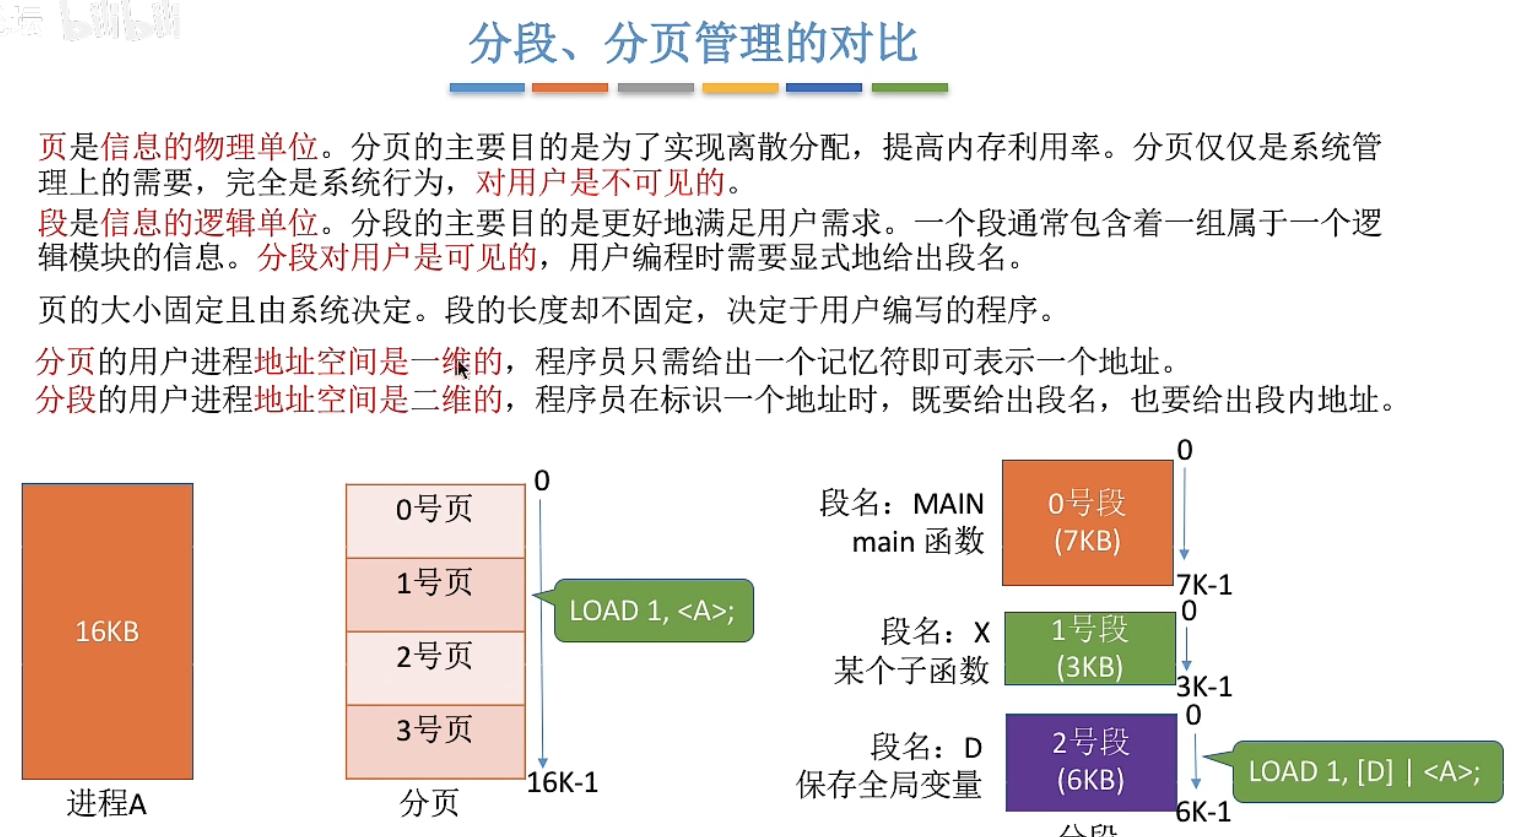 坛 bilibili
分段、分页管理的对比
页是信息的物理单位。分页的主要目的是为了实现离散分配，提高内存利用率。分页仅仅是系统管
理上的需要，完全是系统行为，对用户是不可见的。
段是信息的逻辑单位。分段的主要目的是更好地满足用户需求。一个段通常包含着一组属于一个逻
辑模块的信息。分段对用户是可见的，用户编程时需要显式地给出段名。
页的大小固定且由系统决定。段的长度却不固定，决定于用户编写的程序。
分页的用户进程地址空间是一维的，程序员只需给出一个记忆符即可表示一个地址。
分段的用户进程地址空间是二维的，程序员在标识一个地址时，既要给出段名，也要给出段内地址。
16KB
进程A
0号页
1号页
2号页
3号页
分页
0
16K-1
LOAD 1, <A>;
段名：MAIN
main 函数
0号段
(7KB)
0
7K-1
段名：X
某个子函数
1号段
(3KB)
0
3K-1
段名：D
保存全局变量
2号段
(6KB)
0
6K-1
LOAD 1, [D] | <A>;
分段